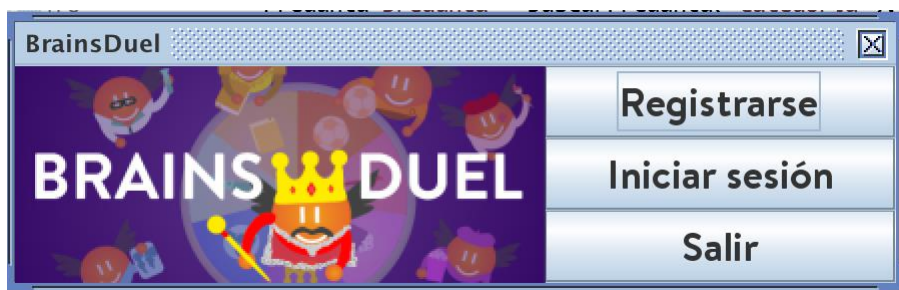 BrainsDuel
BRAINS DUEL
Registrarse
Iniciar sesión
Salir